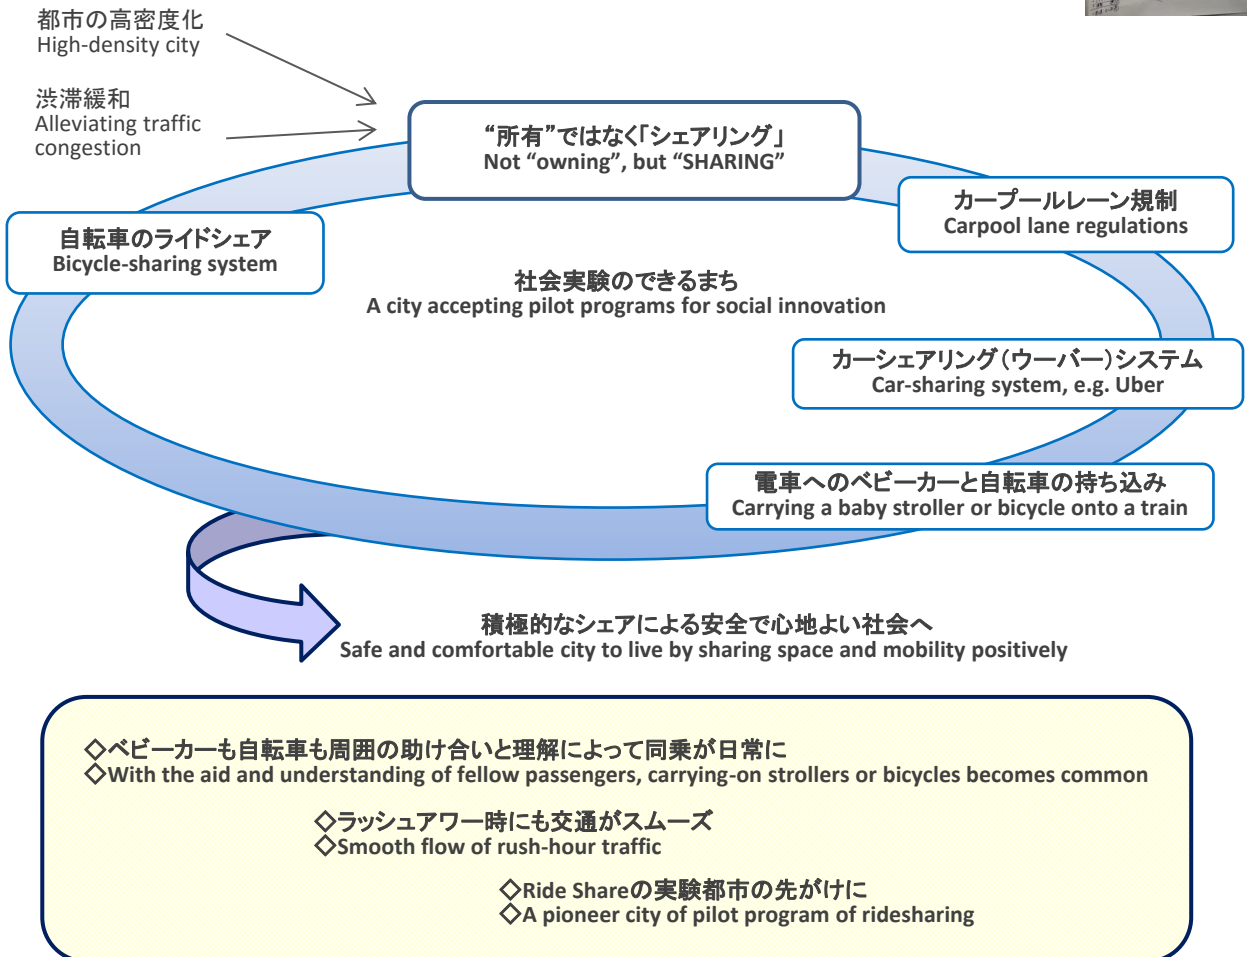 都市の高密度化
High-density city
渋滞緩和
Alleviating traffic
congestion
“所有”ではなく「シェアリング」
Not “owning”, but “SHARING”
カープールレーン規制
Carpool lane regulations
自転車のライドシェア
Bicycle-sharing system
社会実験のできるまち
A city accepting pilot programs for social innovation
カーシェアリング（ウーバー）システム
Car-sharing system, e.g. Uber
電車へのベビーカーと自転車の持ち込み
Carrying a baby stroller or bicycle onto a train
積極的なシェアによる安全で心地よい社会へ
Safe and comfortable city to live by sharing space and mobility positively
◇ベビーカーも自転車も周囲の助け合いと理解によって同乗が日常に
◇With the aid and understanding of fellow passengers, carrying-on strollers or bicycles becomes common
◇ラッシュアワー時にも交通がスムーズ
◇Smooth flow of rush-hour traffic
◇Ride Shareの実験都市の先がけに
◇A pioneer city of pilot program of ridesharing